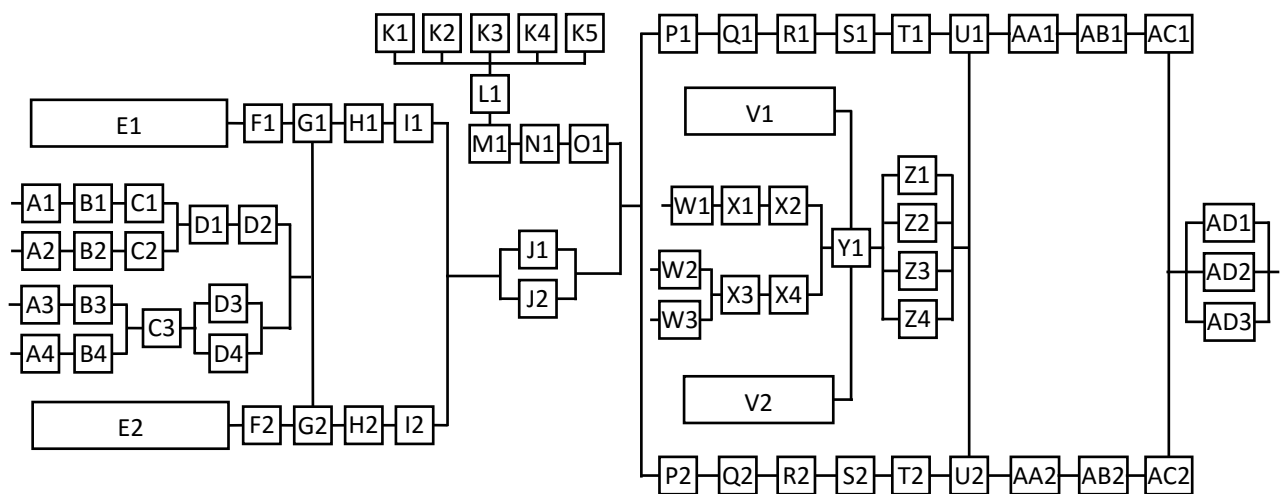 K1 K2 K3 K4 K5
P1 Q1 R1 S1 T1 U1 AA1 AB1 AC1
L1
E1 F1 G1 H1 I1
V1
M1 N1 O1
A1 B1 C1
D1 D2
A2 B2 C2
W1 X1 X2
Z1
Z2
Y1
AD1
J1
W2
Z3
AD2
A3 B3
D3
J2
X3 X4
C3
W3
Z4
AD3
A4 B4
D4
V2
E2 F2 G2 H2 I2
P2 Q2 R2 S2 T2 U2 AA2 AB2 AC2